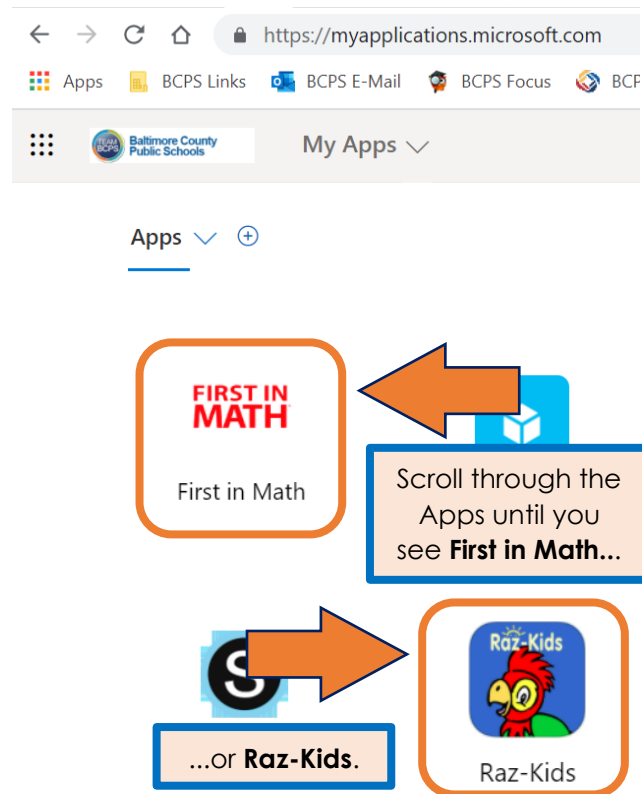 https://myapplications.microsoft.com
Apps BCPS Links BCPS E-Mail BCPS Focus BCP
TEAM BCPS Baltimore County Public Schools My Apps
Apps
FIRST IN
MATH
First in Math
Scroll through the
Apps until you
see First in Math...
Raz-Kids
S
...or Raz-Kids.
Raz-Kids